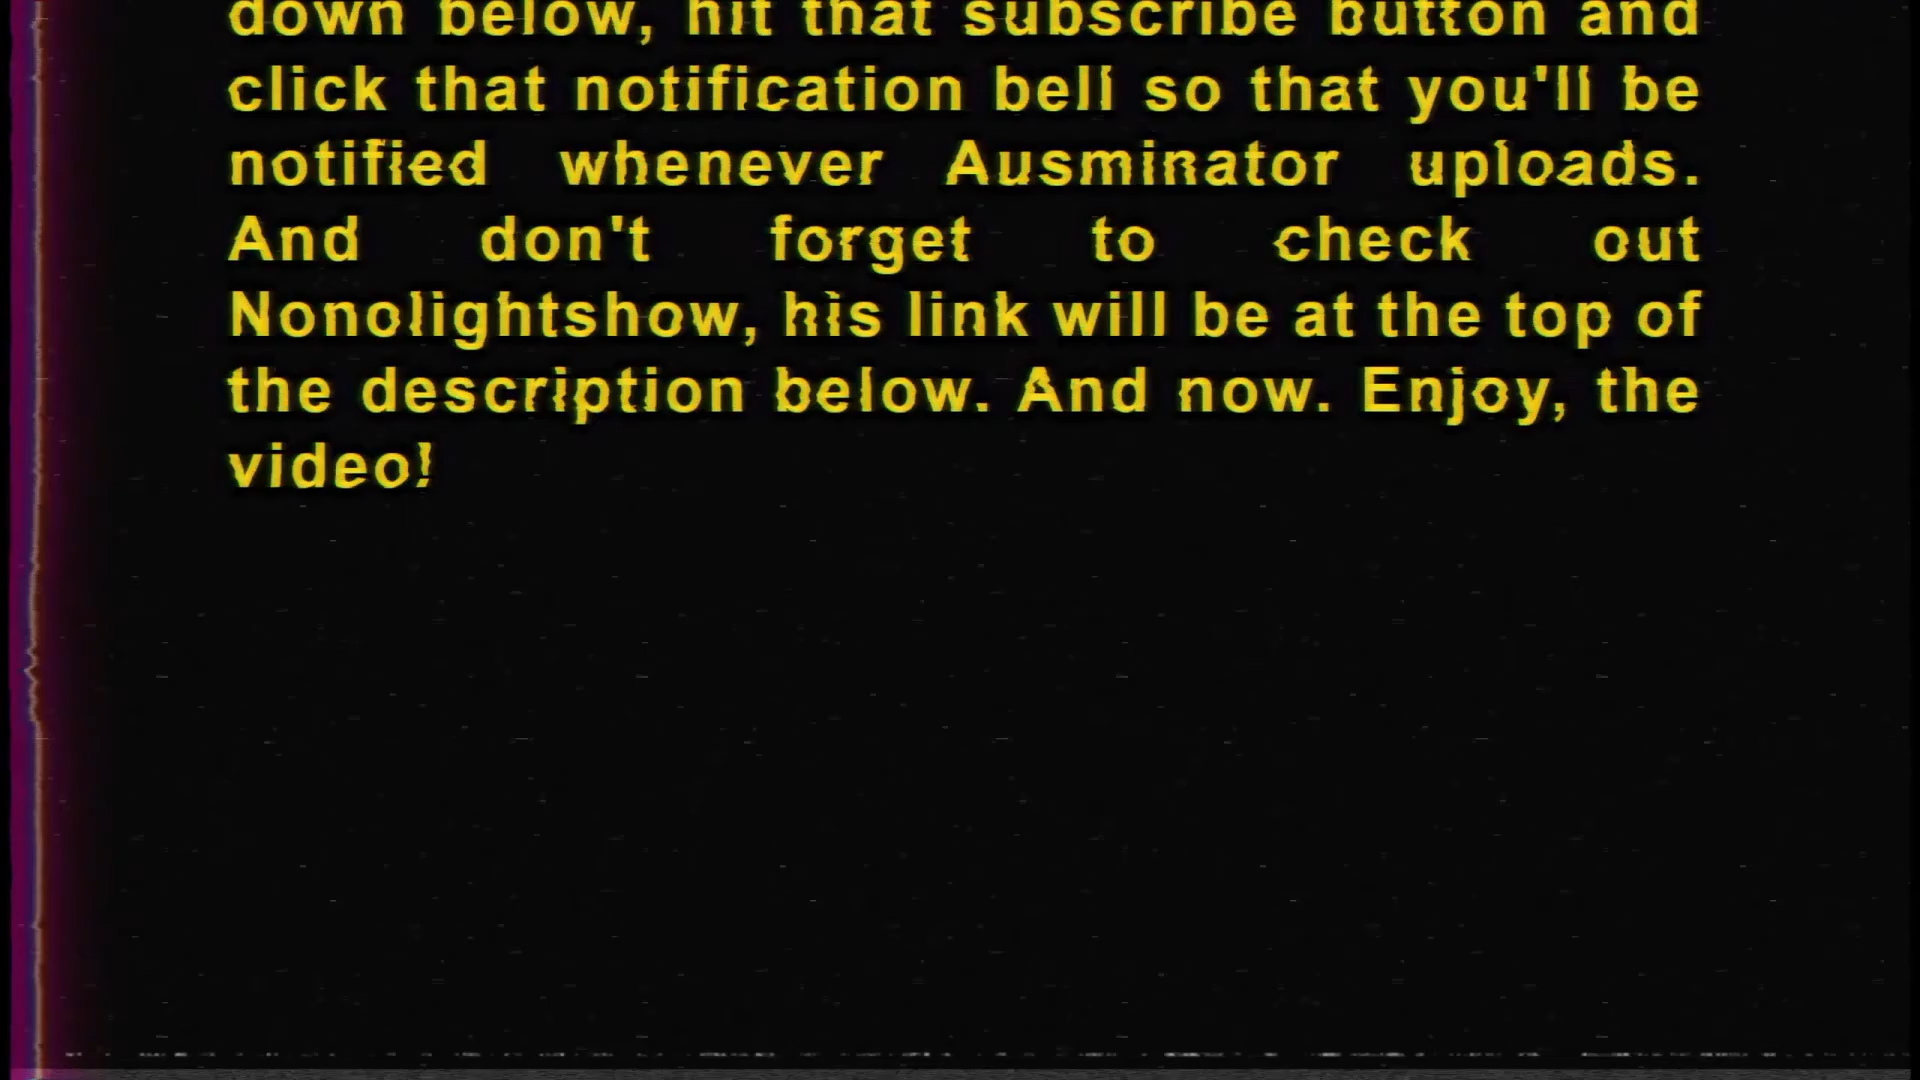 down below, hit that subscribe button and
click that notification bell so that you'll be
notified whenever Ausminator uploads.
And don't forget to check out
Nonolightshow, his link will be at the top of
the description below. And now. Enjoy, the
video!